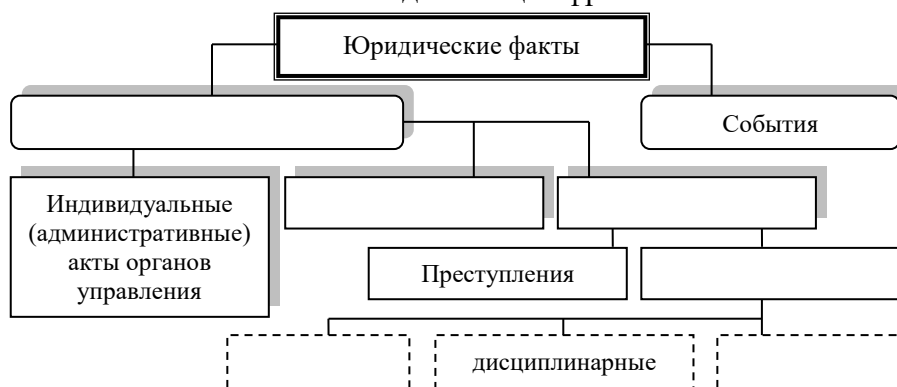 Юридические факты
События
Индивидуальные
(административные)
акты органов
управления
Преступления
дисциплинарные